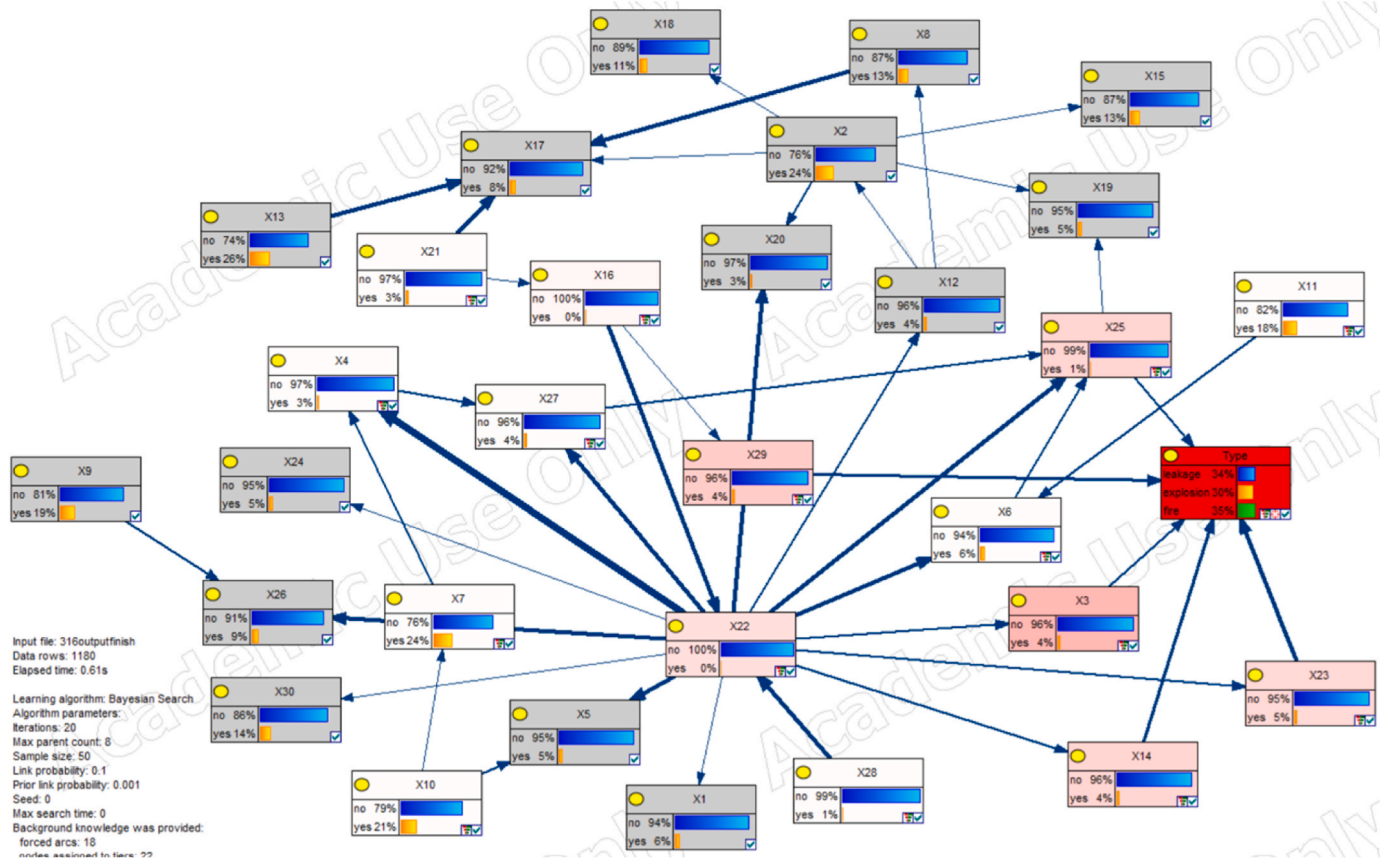 X18
no 89%
yes 11%
X8
no 87%
yes 13%
X15
no 87%
yes 13%
X2
no 76%
yes 24%
X17
no 92%
yes 8%
X19
no 95%
yes 5%
X13
no 74%
yes 26%
X21
no 97%
yes 3%
X20
no 97%
yes 3%
X16
no 100%
yes 0%
X12
no 96%
yes 4%
X11
no 82%
yes 18%
X25
no 99%
yes 1%
X4
no 97%
yes 3%
X27
no 96%
yes 4%
X29
no 96%
yes 4%
Type
leakage 34%
explosion 30%
fire 35%
X24
no 95%
yes 5%
X9
no 81%
yes 19%
X6
no 94%
yes 6%
X26
no 91%
yes 9%
X7
no 76%
yes 24%
X3
no 96%
yes 4%
X22
no 100%
yes 0%
X23
no 95%
yes 5%
X30
no 86%
yes 14%
X5
no 95%
yes 5%
X14
no 96%
yes 4%
X10
no 79%
yes 21%
X1
no 94%
yes 6%
X28
no 99%
yes 1%
Input file: 316outputfinish
Data rows: 1180
Elapsed time: 0.61s
Learning algorithm: Bayesian Search
Algorithm parameters:
Iterations: 20
Max parent count: 8
Sample size: 50
Link probability: 0.1
Prior link probability: 0.001
Seed: 0
Max search time: 0
Background knowledge was provided:
forced arcs: 18
nodes assigned to tiers: 22
Academic Use Only
Academic Use Only
Academic Use Only
Academic Use Only